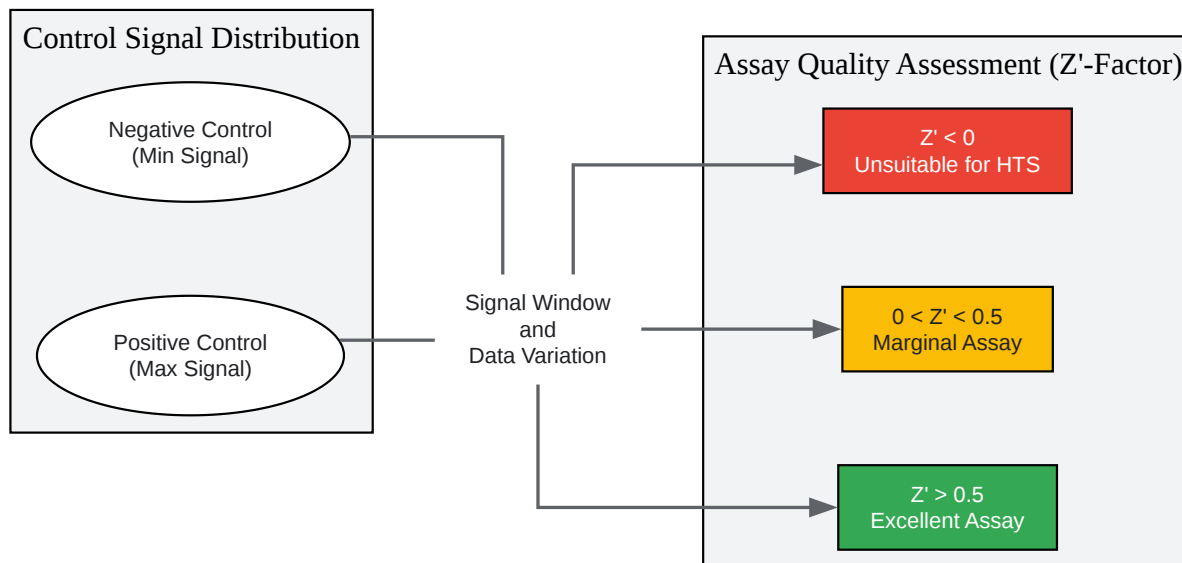 Control Signal Distribution
Negative Control
(Min Signal)
Positive Control
(Max Signal)
Signal Window
and
Data Variation
Assay Quality Assessment (Z'-Factor)
Z' < 0
Unsuitable for HTS
0 < Z' < 0.5
Marginal Assay
Z' > 0.5
Excellent Assay